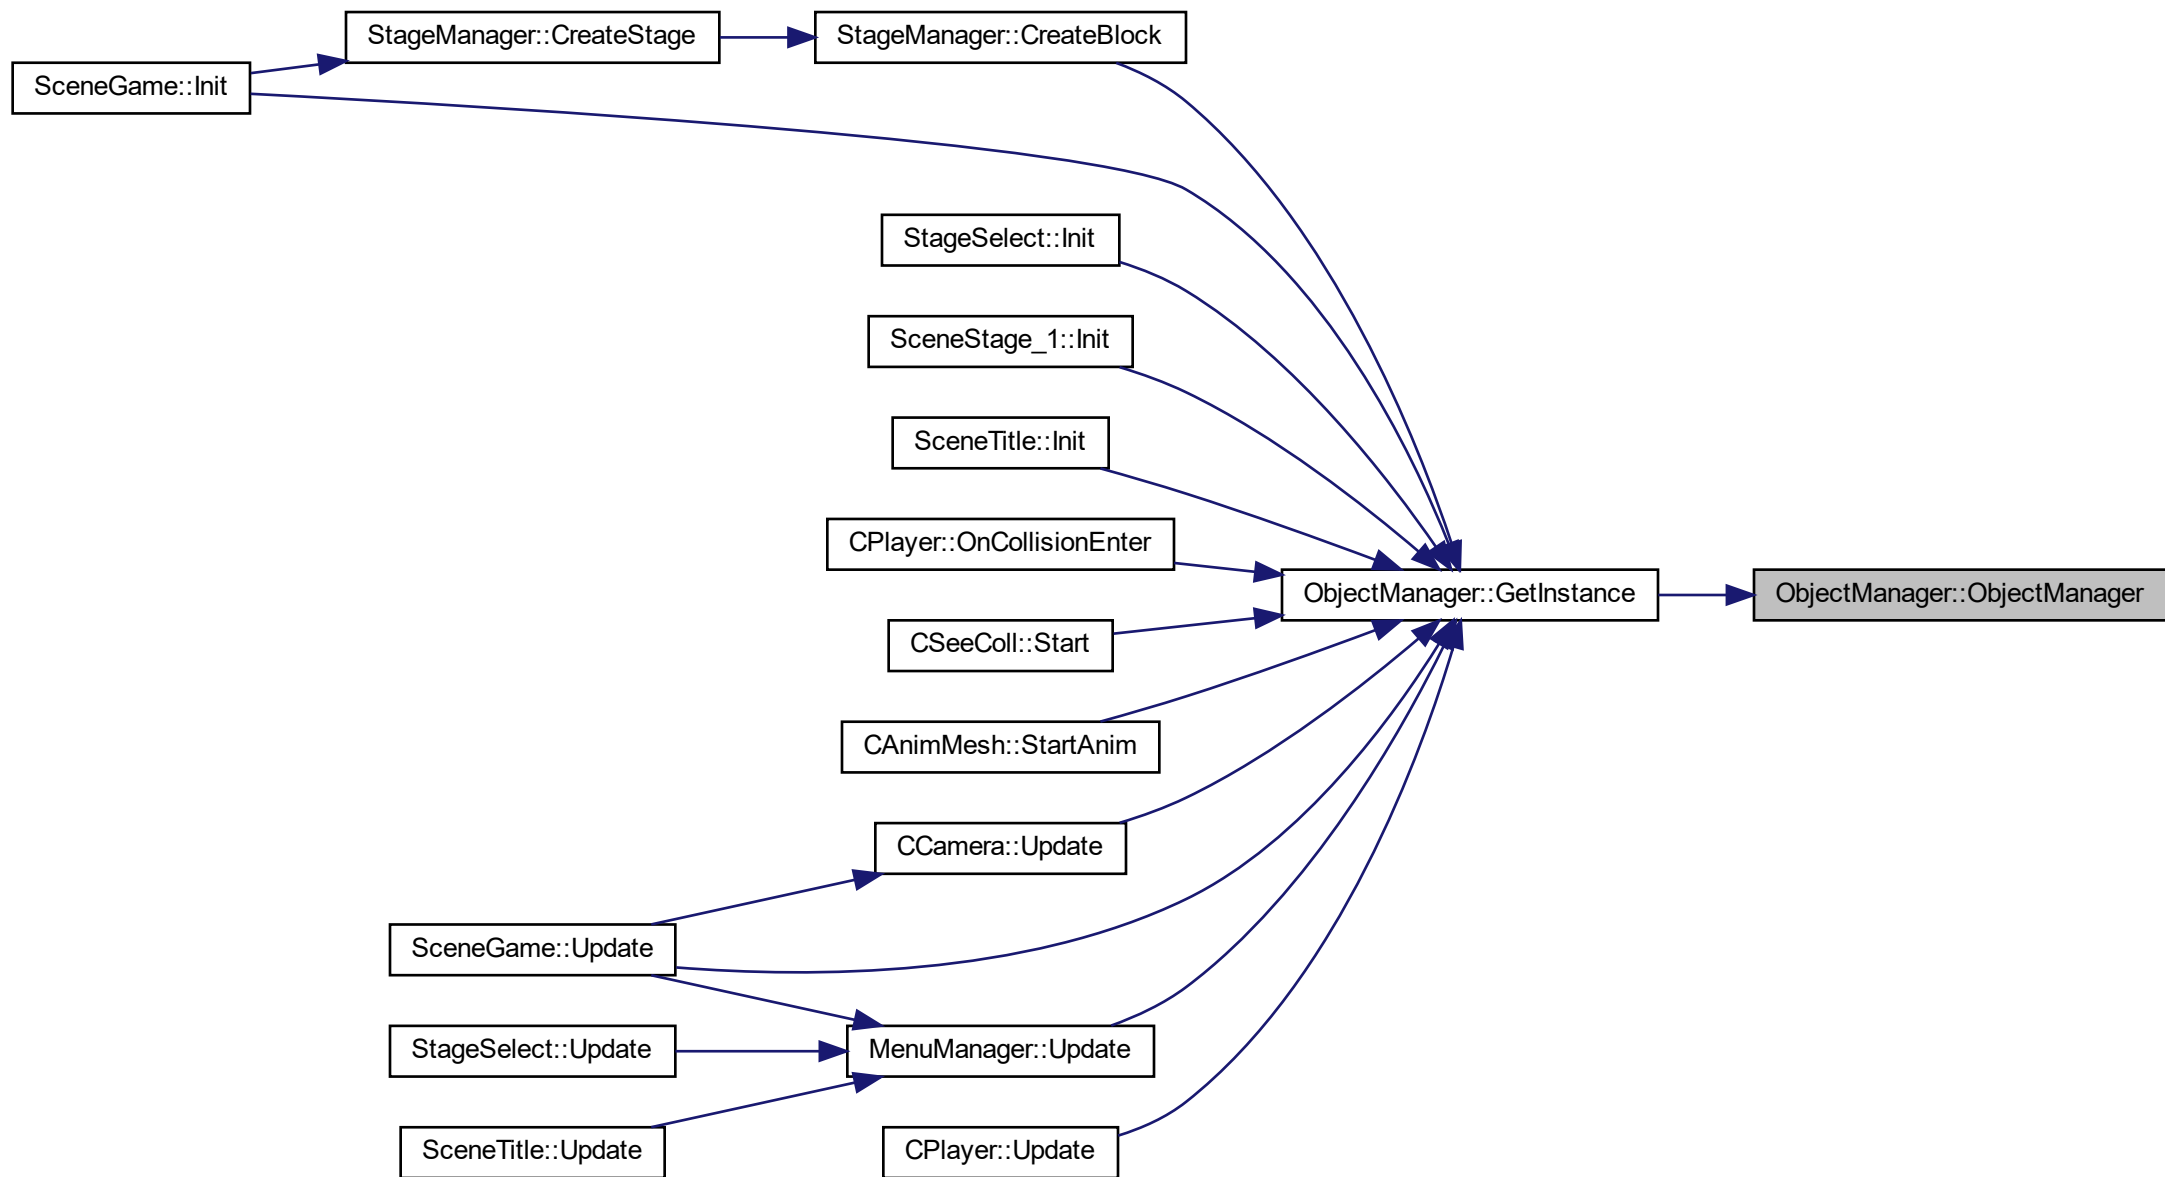 StageManager::CreateStage
StageManager::CreateBlock
SceneGame::Init
StageSelect::Init
SceneStage_1::Init
SceneTitle::Init
CPlayer::OnCollisionEnter
ObjectManager::GetInstance
ObjectManager::ObjectManager
CSeeColl::Start
CAnimMesh::StartAnim
CCamera::Update
SceneGame::Update
StageSelect::Update
MenuManager::Update
SceneTitle::Update
CPlayer::Update